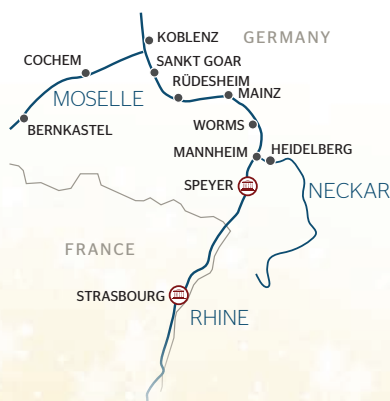 KOBLENZ
GERMANY
COCHEM
SANKT GOAR
RÜDESHEIM
MAINZ
MOSELLE
BERNKASTEL
WORMS
MANNHEIM
HEIDELBERG
SPEYER
NECKAR
FRANCE
STRASBOURG
RHINE